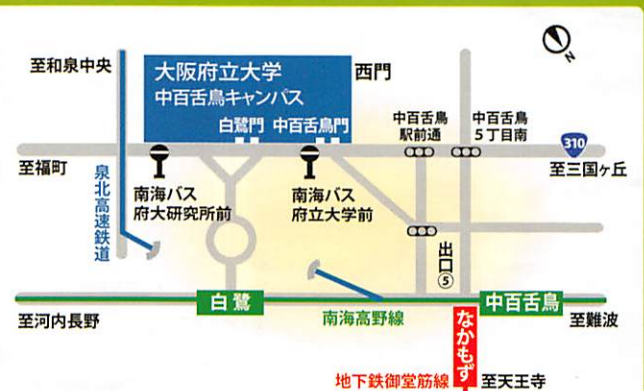 至和泉中央
大阪府立大学
中百舌鳥キャンパス
西門
白鷺門
中百舌鳥門
中百舌鳥
駅前通
中百舌鳥
5丁目南
310
至福町
至三国ヶ丘
泉北高速鉄道
南海バス
府大研究所前
南海バス
府立大学前
出口⑤
N
白鷺
中百舌鳥
至河内長野
南海高野線
なかもず
至難波
地下鉄御堂筋線
至天王寺